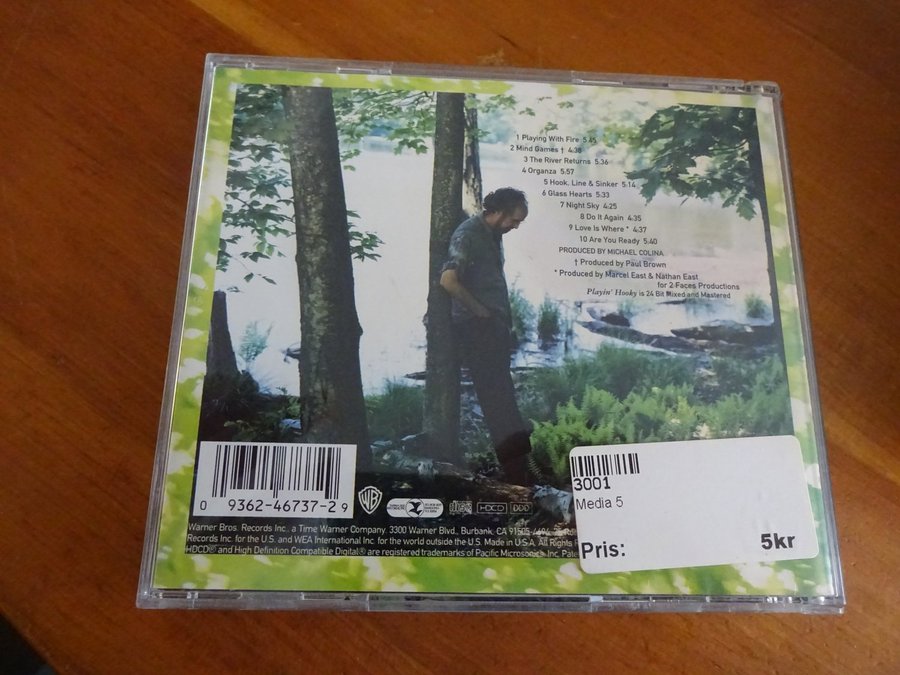 1 Playing With Fire 5:45
2 Mind Games † 4:38
3 The River Returns 5:36
4 Organza 5:57
5 Hook, Line & Sinker 5:14
6 Glass Hearts 5:33
7 Night Sky 4:25
8 Do It Again 4:35
9 Love Is Where * 4:37
10 Are You Ready 5:40
PRODUCED BY MICHAEL COLINA
† Produced by Paul Brown
* Produced by Marcel East & Nathan East
for 2 Faces Productions
Playin' Hooky is 24 Bit Mixed and Mastered
0 9362-46737-2 9
WB
HDCD
DDD
Warner Bros. Records Inc., a Time Warner Company. 3300 Warner Blvd., Burbank, CA
Records Inc. for the U.S. and WEA International Inc. for the world outside the U.S. Made in U.S.A. All Rights
HDCD® and High Definition Compatible Digital® are registered trademarks of Pacific Microsonics, Inc.
3001
Media 5
Pris: 5kr